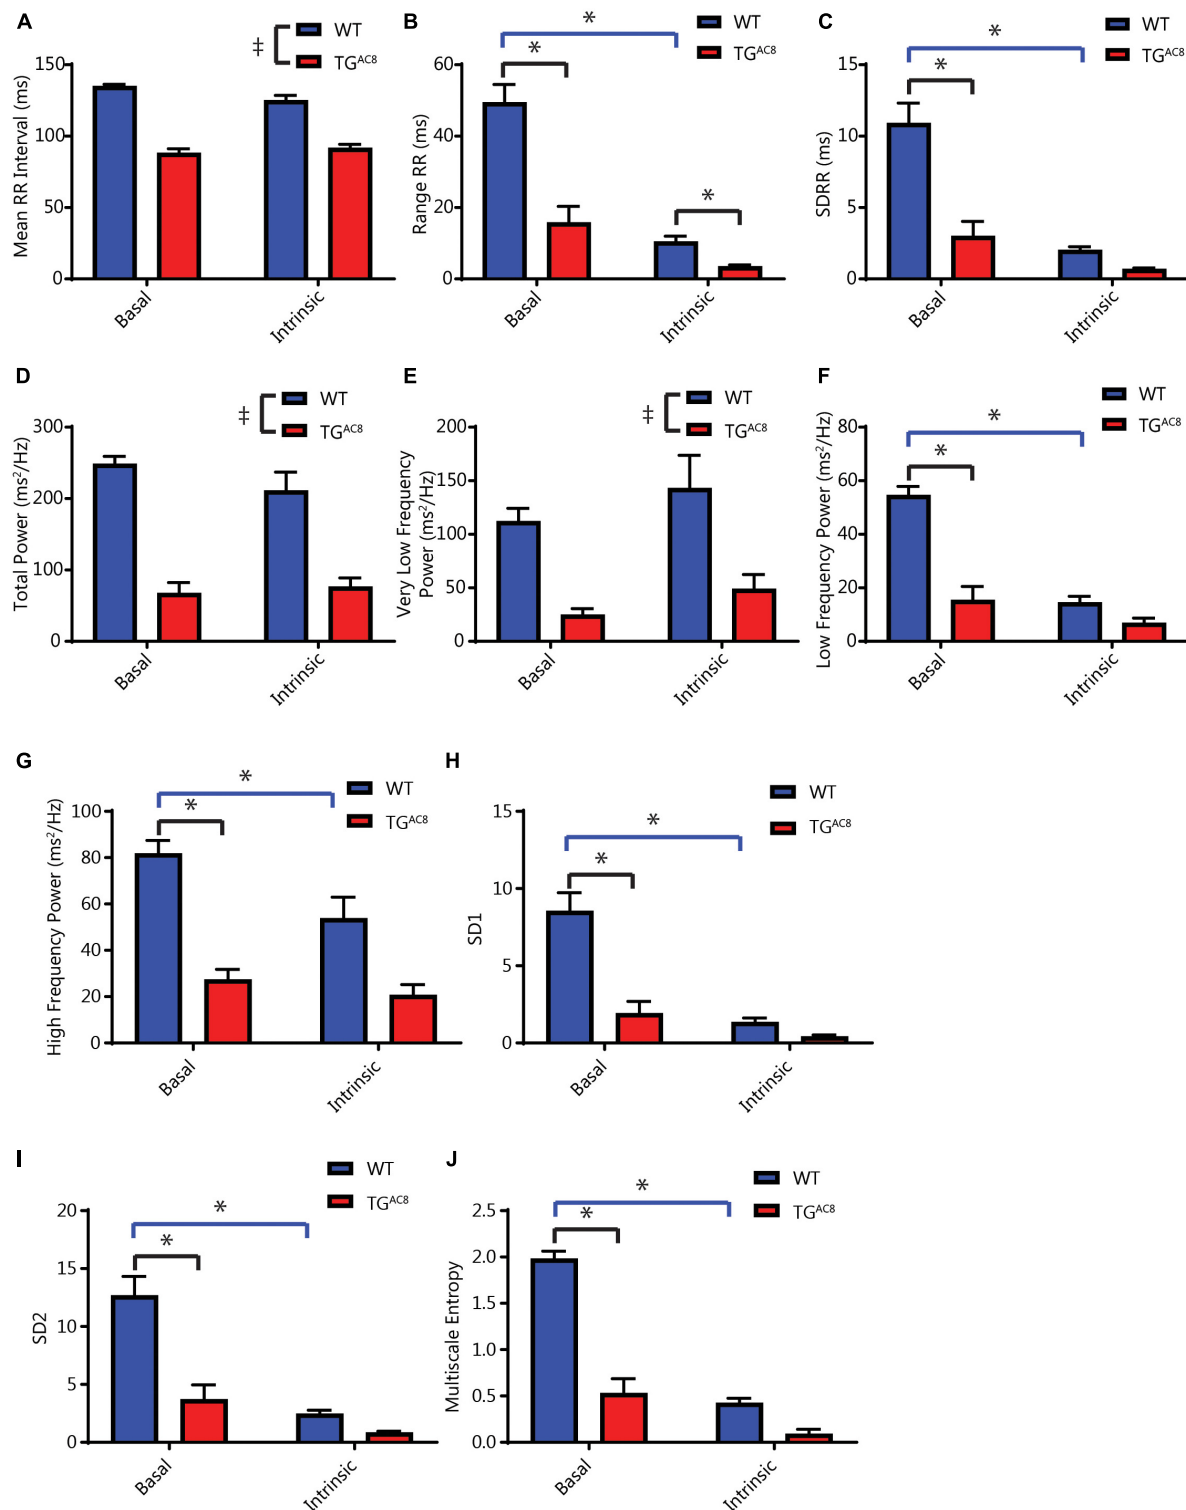 A
WT
TGAC8
‡
Mean RR Interval (ms)
150
100
50
0
Basal
Intrinsic
B
WT
TGAC8
*
*
*
Range RR (ms)
60
40
20
0
Basal
Intrinsic
C
WT
TGAC8
*
*
SDRR (ms)
15
10
5
0
Basal
Intrinsic
D
WT
TGAC8
‡
Total Power (ms²/Hz)
300
200
100
0
Basal
Intrinsic
E
WT
TGAC8
‡
Very Low Frequency
Power (ms²/Hz)
200
150
100
50
0
Basal
Intrinsic
F
WT
TGAC8
*
*
Low Frequency Power (ms²/Hz)
80
60
40
20
0
Basal
Intrinsic
G
WT
TGAC8
*
*
High Frequency Power (ms²/Hz)
100
80
60
40
20
0
Basal
Intrinsic
H
WT
TGAC8
*
*
SD1
15
10
5
0
Basal
Intrinsic
I
WT
TGAC8
*
*
SD2
20
15
10
5
0
Basal
Intrinsic
J
WT
TGAC8
*
*
Multiscale Entropy
2.5
2.0
1.5
1.0
0.5
0.0
Basal
Intrinsic